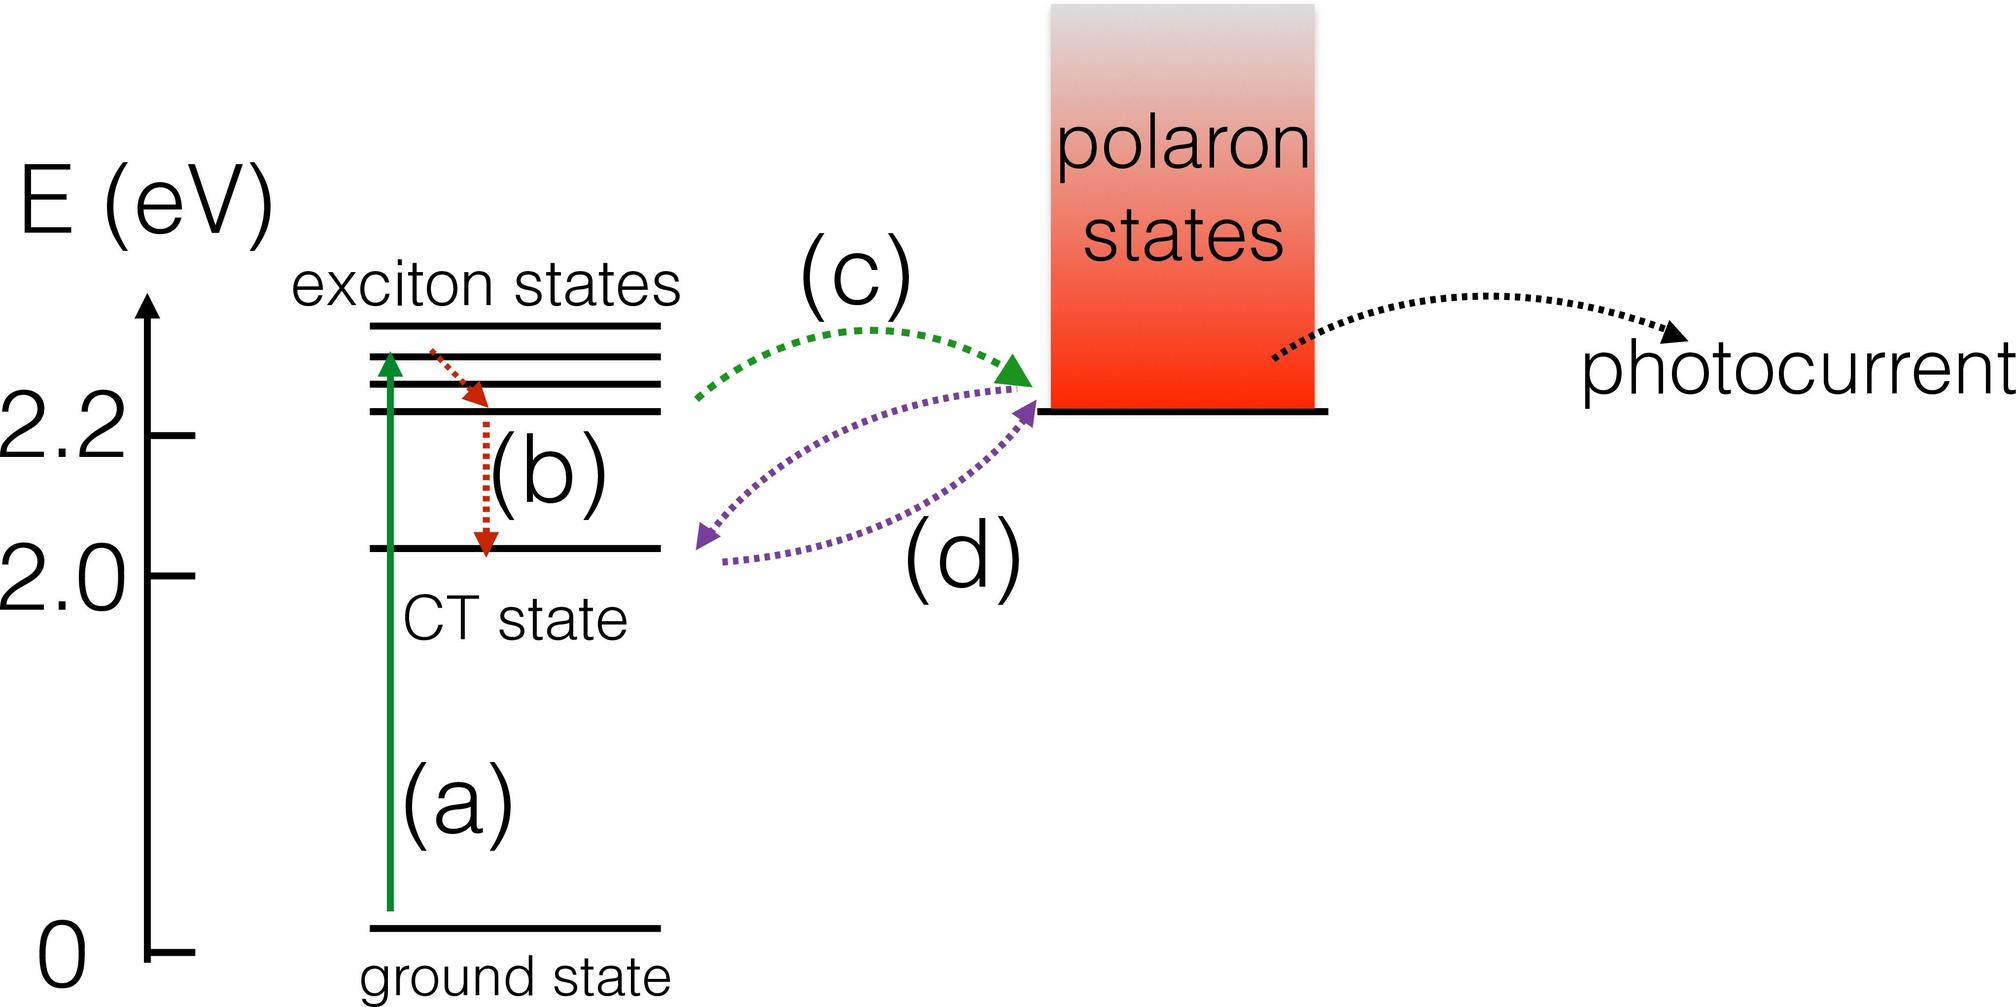 E (eV)
2.2
2.0
0
exciton states
(b)
CT state
(a)
ground state
(c)
(d)
polaron
states
photocurrent